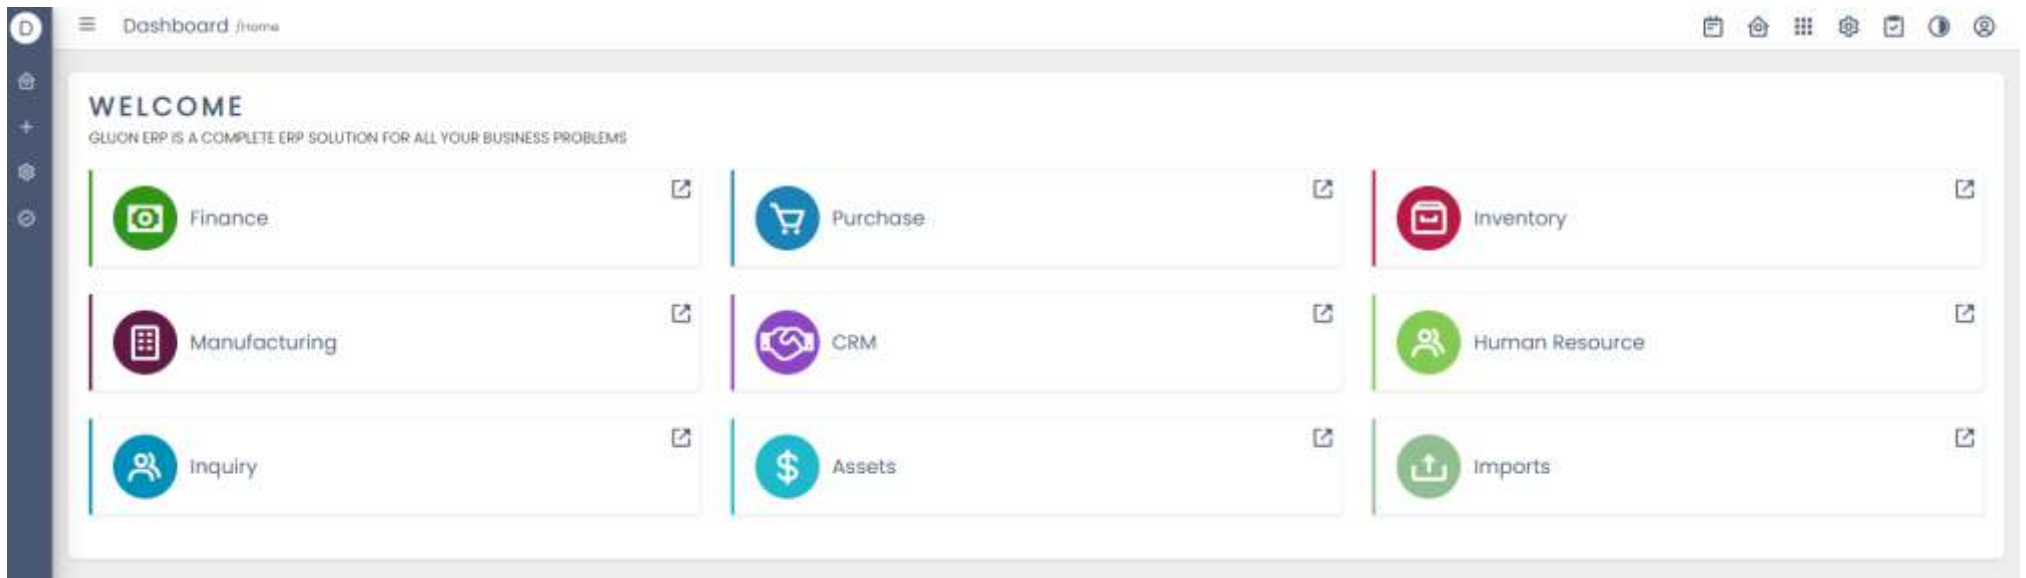 D
Dashboard /Home
WELCOME
GLUON ERP IS A COMPLETE ERP SOLUTION FOR ALL YOUR BUSINESS PROBLEMS
Finance
Purchase
Inventory
Manufacturing
CRM
Human Resource
Inquiry
Assets
Imports